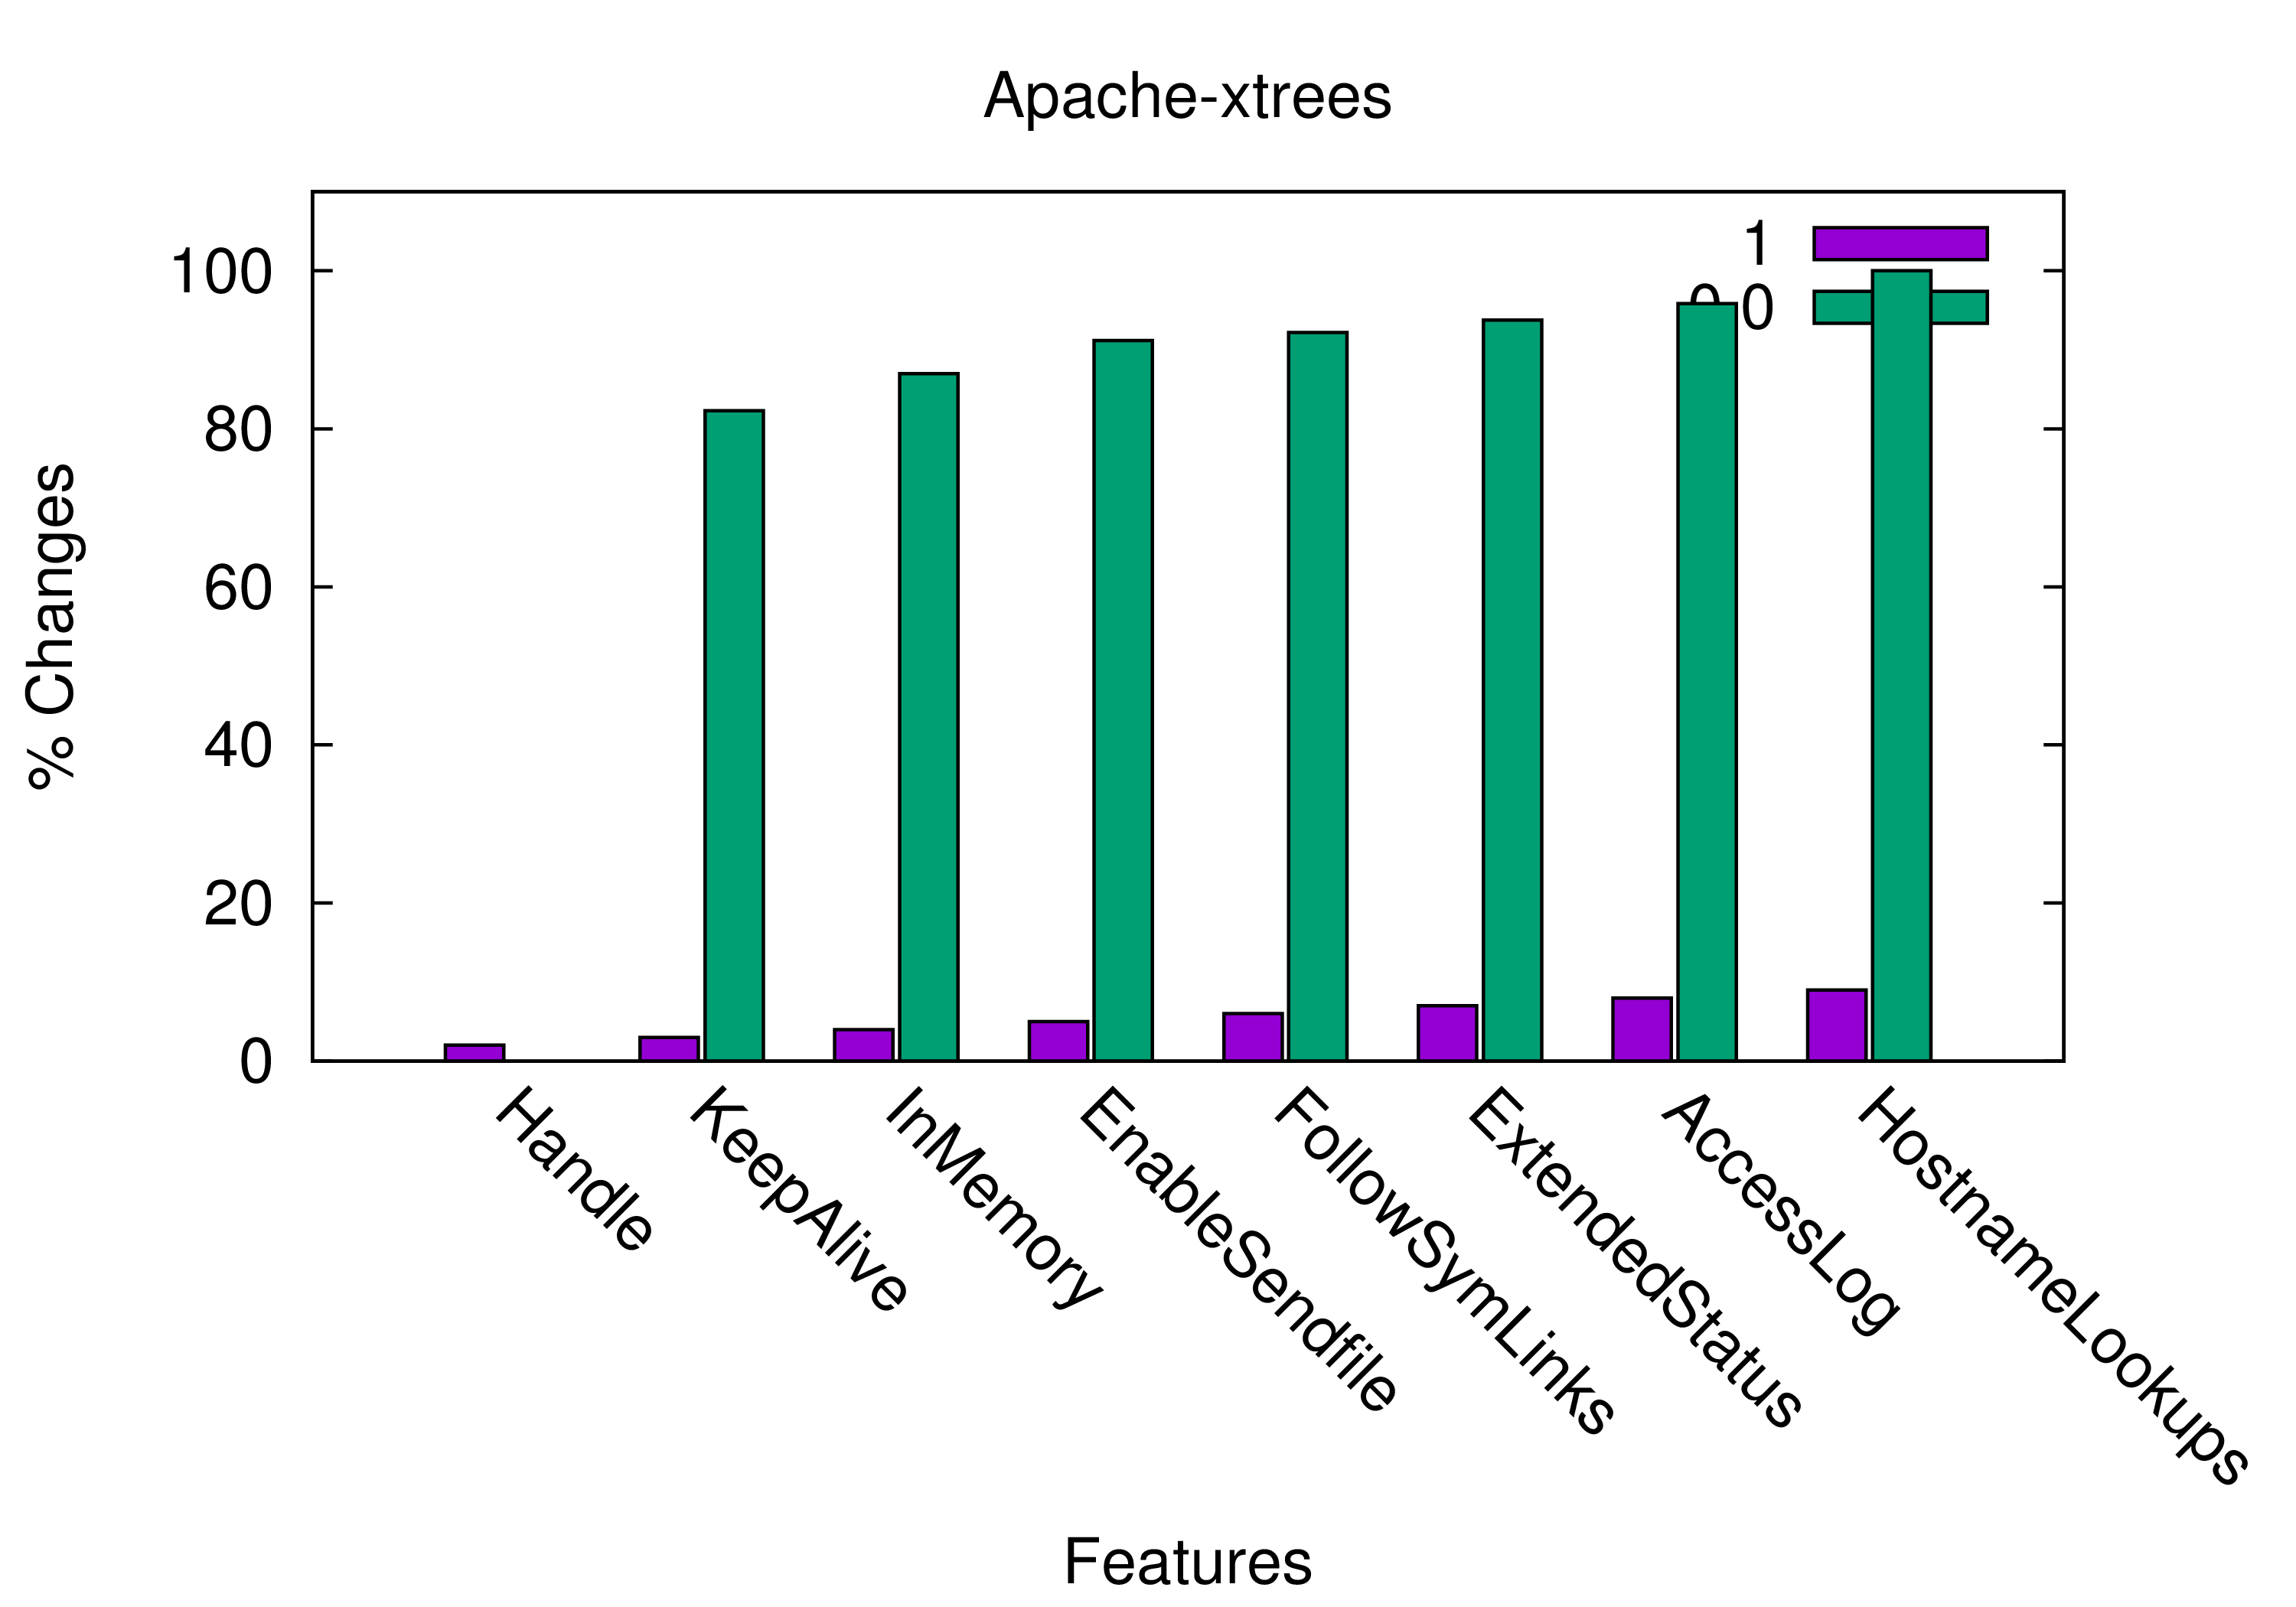 Apache-xtrees
1
0
100
80
60
40
20
0
% Changes
Handle
KeepAlive
InMemory
EnableSendfile
FollowSymLinks
ExtendedStatus
AccessLog
HostnameLookups
Features